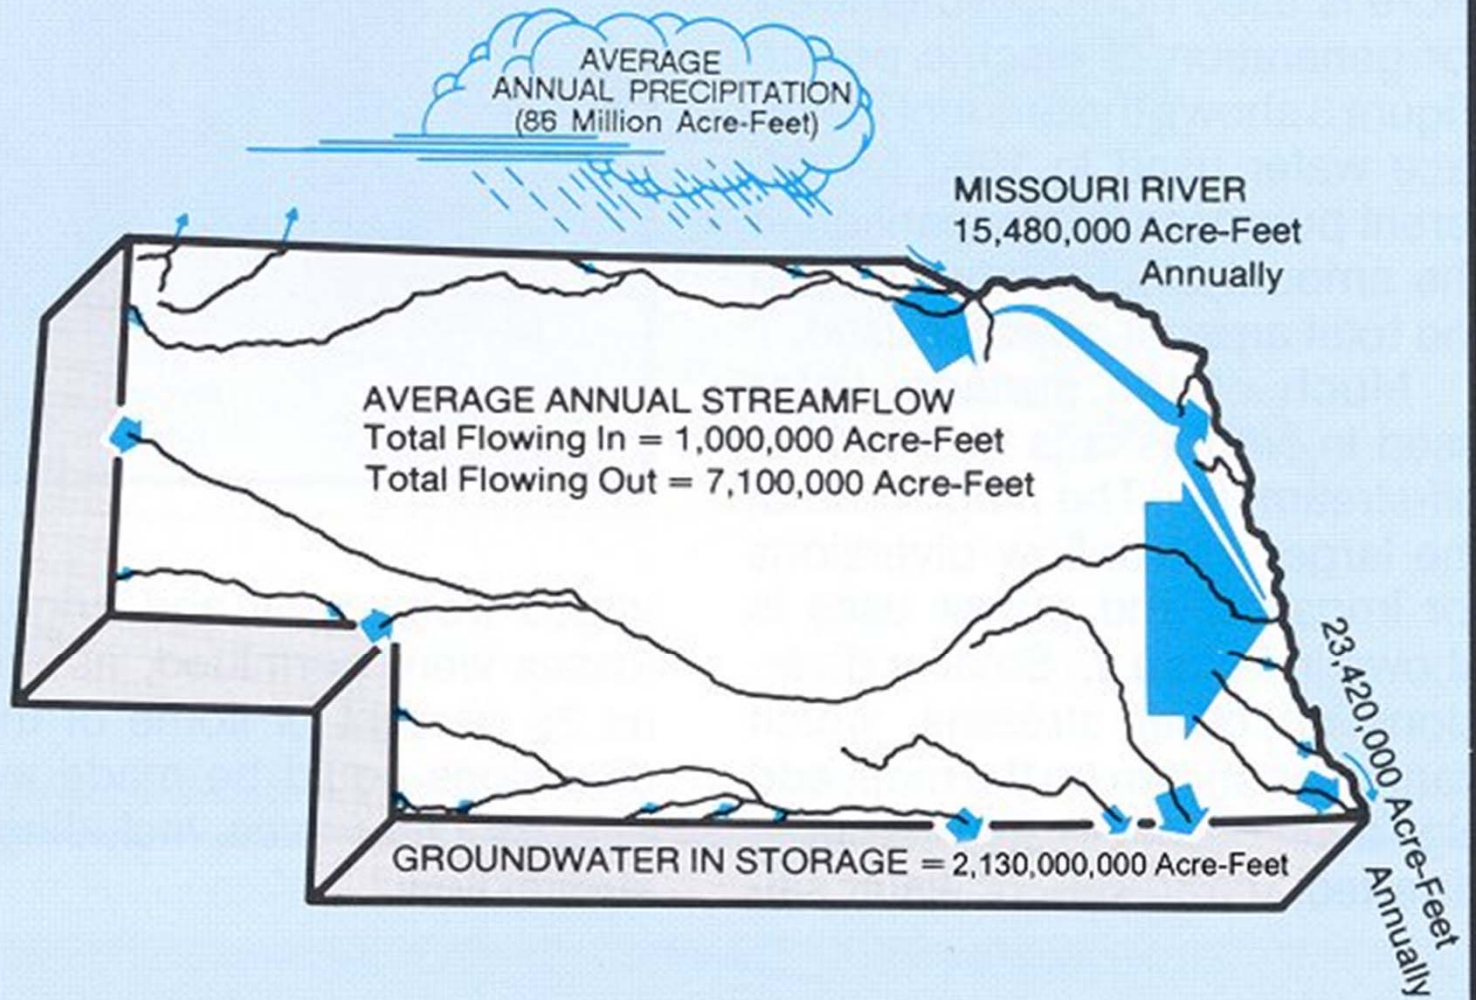 AVERAGE
ANNUAL PRECIPITATION
(86 Million Acre-Feet)
MISSOURI RIVER
15,480,000 Acre-Feet
Annually
AVERAGE ANNUAL STREAMFLOW
Total Flowing In = 1,000,000 Acre-Feet
Total Flowing Out = 7,100,000 Acre-Feet
23,420,000 Acre-Feet
Annually
GROUNDWATER IN STORAGE = 2,130,000,000 Acre-Feet